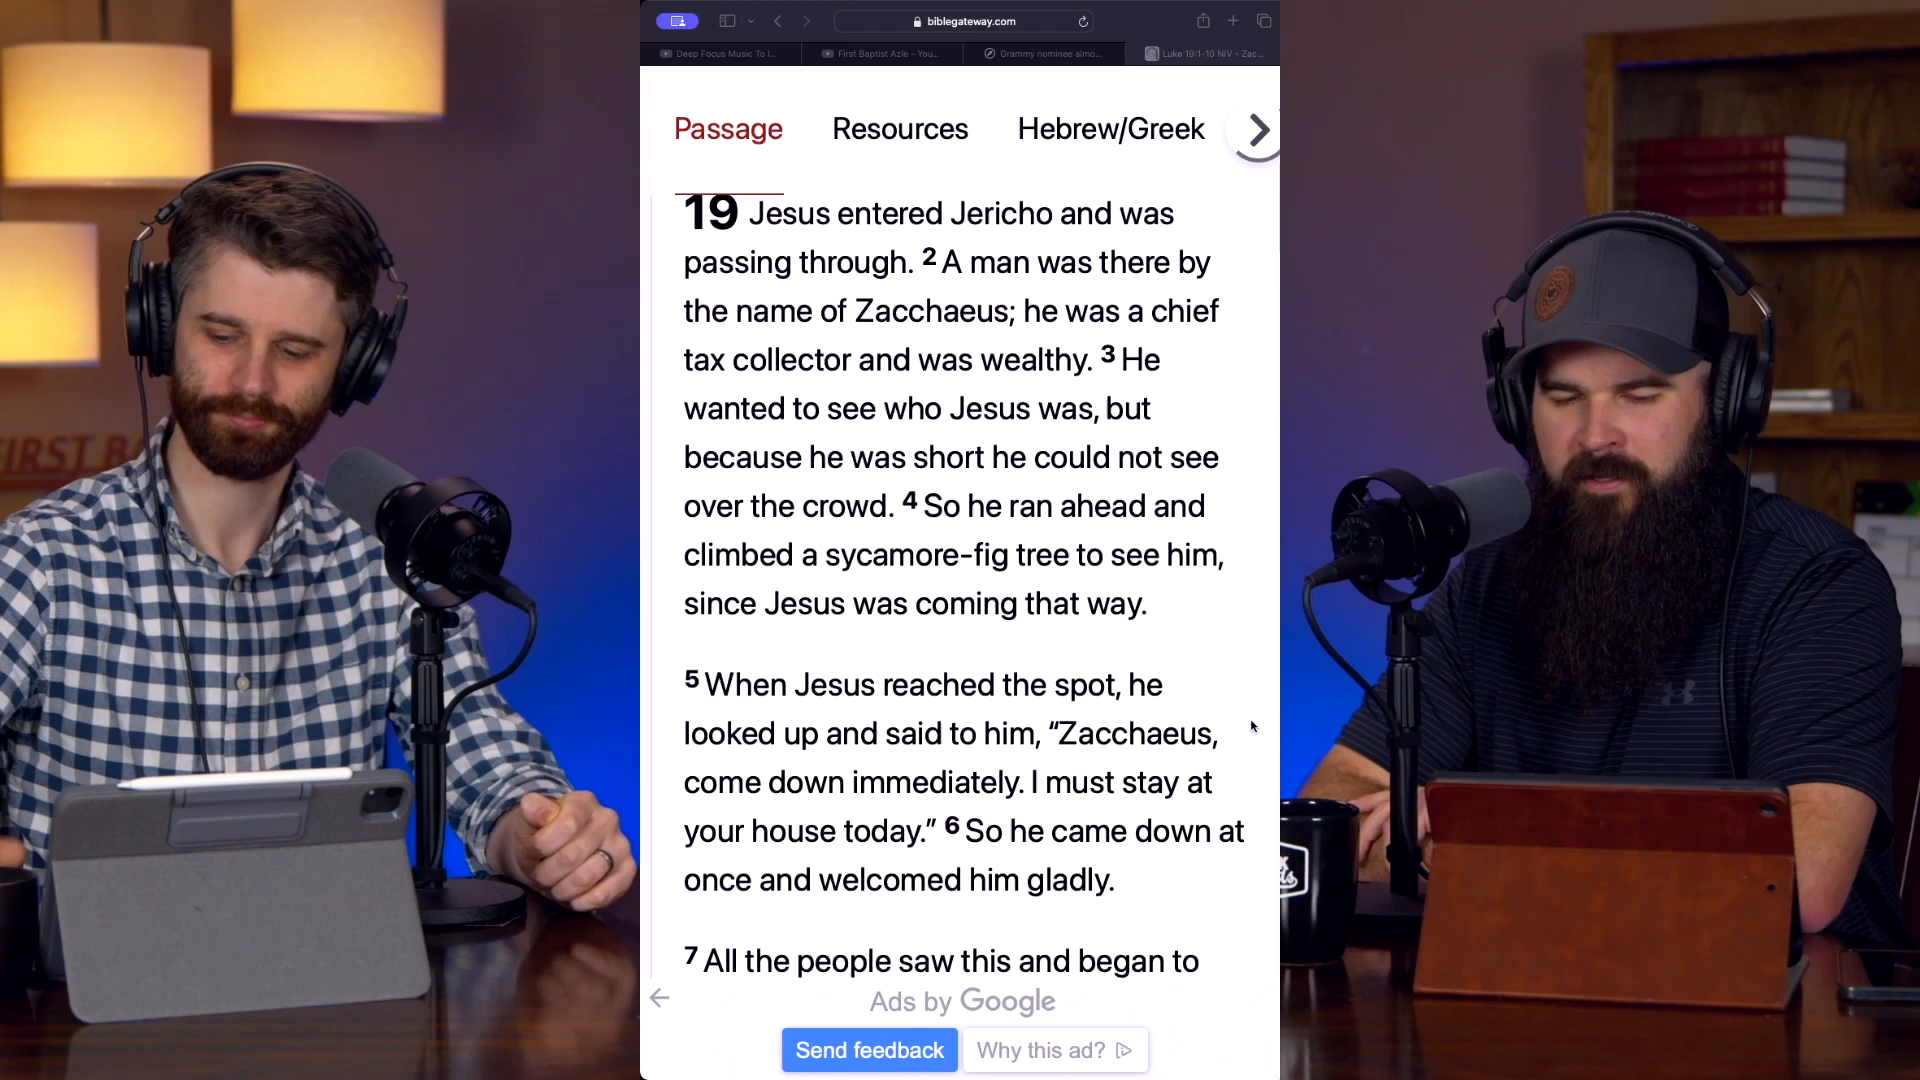 biblegateway.com
Deep Focus Music To I...
First Baptist Azle - You...
Grammy nominee almo...
Luke 19:1-10 NIV - Zac...
Passage
Resources
Hebrew/Greek
19 Jesus entered Jericho and was
passing through. 2 A man was there by
the name of Zacchaeus; he was a chief
tax collector and was wealthy. 3 He
wanted to see who Jesus was, but
because he was short he could not see
over the crowd. 4 So he ran ahead and
climbed a sycamore-fig tree to see him,
since Jesus was coming that way.
5 When Jesus reached the spot, he
looked up and said to him, “Zacchaeus,
come down immediately. I must stay at
your house today.” 6 So he came down at
once and welcomed him gladly.
7 All the people saw this and began to
Ads by Google
Send feedback
Why this ad?
FIRST BA